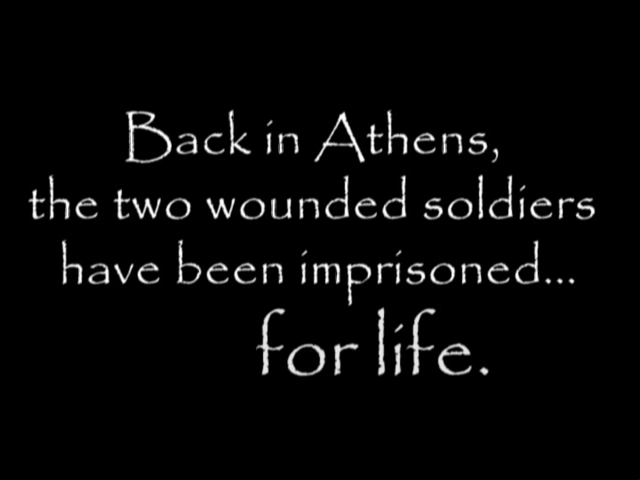 Back in Athens,
the two wounded soldiers
have been imprisoned...
for life.